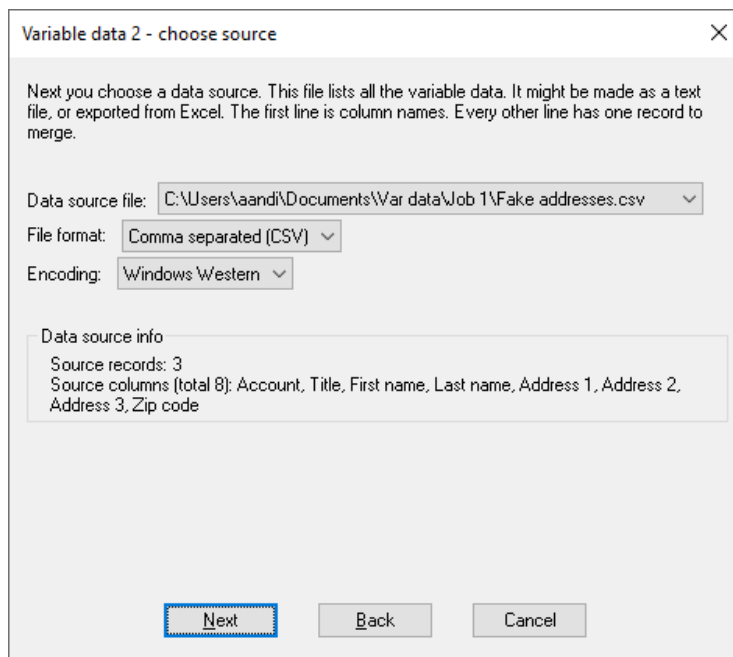 Variable data 2 - choose source
Next you choose a data source. This file lists all the variable data. It might be made as a text
file, or exported from Excel. The first line is column names. Every other line has one record to
merge.
Data source file: C:\Users\aandi\Documents\Var data\Job 1\Fake addresses.csv
File format: Comma separated (CSV)
Encoding: Windows Western
Data source info
Source records: 3
Source columns (total 8): Account, Title, First name, Last name, Address 1, Address 2,
Address 3, Zip code
Next Back Cancel